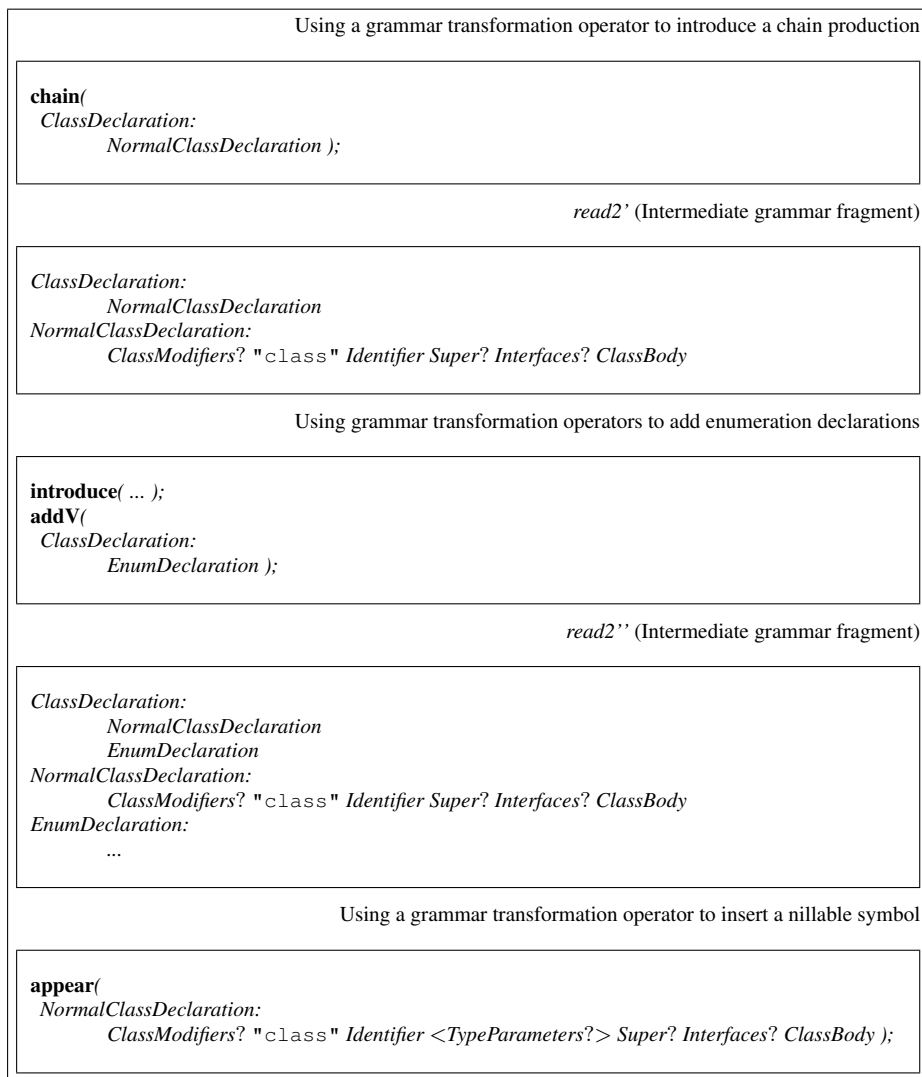 Using a grammar transformation operator to introduce a chain production
chain(
ClassDeclaration:
NormalClassDeclaration );
read2’ (Intermediate grammar fragment)
ClassDeclaration:
NormalClassDeclaration
NormalClassDeclaration:
ClassModifiers? "class" Identifier Super? Interfaces? ClassBody
Using grammar transformation operators to add enumeration declarations
introduce( ... );
addV(
ClassDeclaration:
EnumDeclaration );
read2’’ (Intermediate grammar fragment)
ClassDeclaration:
NormalClassDeclaration
EnumDeclaration
NormalClassDeclaration:
ClassModifiers? "class" Identifier Super? Interfaces? ClassBody
EnumDeclaration:
...
Using a grammar transformation operator to insert a nillable symbol
appear(
NormalClassDeclaration:
ClassModifiers? "class" Identifier <TypeParameters?> Super? Interfaces? ClassBody );